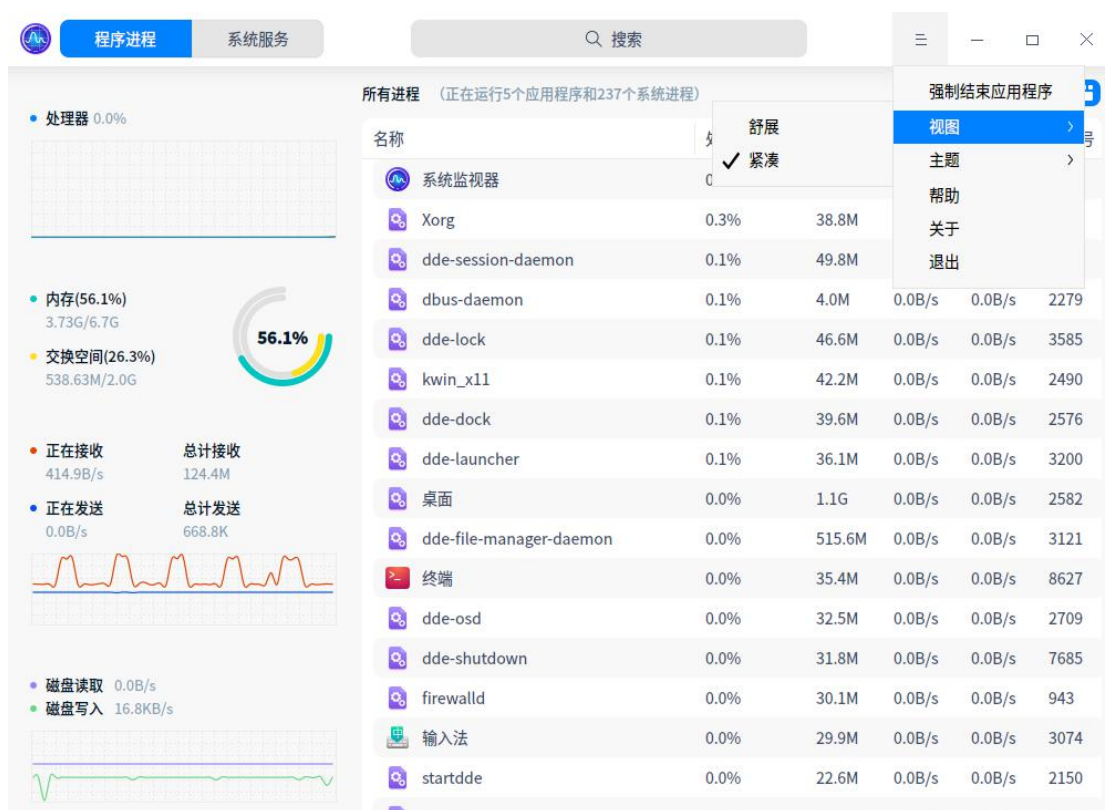 程序进程 系统服务 搜索
所有进程 (正在运行5个应用程序和237个系统进程)
强制结束应用程序
视图
主题
帮助
关于
退出
舒展
紧凑
处理器 0.0%
内存(56.1%)
3.73G/6.7G
56.1%
交换空间(26.3%)
538.63M/2.0G
正在接收 总计接收
414.9B/s 124.4M
正在发送 总计发送
0.0B/s 668.8K
磁盘读取 0.0B/s
磁盘写入 16.8KB/s
名称 号
系统监视器
Xorg 0.3% 38.8M
dde-session-daemon 0.1% 49.8M
dbus-daemon 0.1% 4.0M 0.0B/s 0.0B/s 2279
dde-lock 0.1% 46.6M 0.0B/s 0.0B/s 3585
kwin_x11 0.1% 42.2M 0.0B/s 0.0B/s 2490
dde-dock 0.1% 39.6M 0.0B/s 0.0B/s 2576
dde-launcher 0.1% 36.1M 0.0B/s 0.0B/s 3200
桌面 0.0% 1.1G 0.0B/s 0.0B/s 2582
dde-file-manager-daemon 0.0% 515.6M 0.0B/s 0.0B/s 3121
终端 0.0% 35.4M 0.0B/s 0.0B/s 8627
dde-osd 0.0% 32.5M 0.0B/s 0.0B/s 2709
dde-shutdown 0.0% 31.8M 0.0B/s 0.0B/s 7685
firewalld 0.0% 30.1M 0.0B/s 0.0B/s 943
输入法 0.0% 29.9M 0.0B/s 0.0B/s 3074
startdde 0.0% 22.6M 0.0B/s 0.0B/s 2150